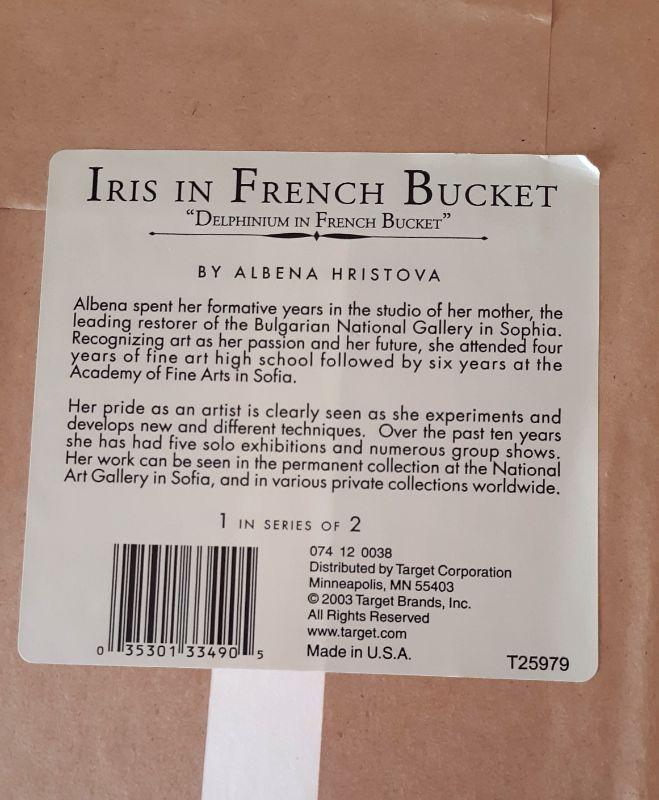 IRIS IN FRENCH BUCKET
"DELPHINIUM IN FRENCH BUCKET"
BY ALBENA HRISTOVA
Albena spent her formative years in the studio of her mother, the
leading restorer of the Bulgarian National Gallery in Sophia.
Recognizing art as her passion and her future, she attended four
years of fine art high school followed by six years at the
Academy of Fine Arts in Sofia.
Her pride as an artist is clearly seen as she experiments and
develops new and different techniques. Over the past ten years
she has had five solo exhibitions and numerous group shows.
Her work can be seen in the permanent collection at the National
Art Gallery in Sofia, and in various private collections worldwide.
1 IN SERIES OF 2
074 12 0038
Distributed by Target Corporation
Minneapolis, MN 55403
© 2003 Target Brands, Inc.
All Rights Reserved
www.target.com
Made in U.S.A.
0 35301 33490 5
T25979